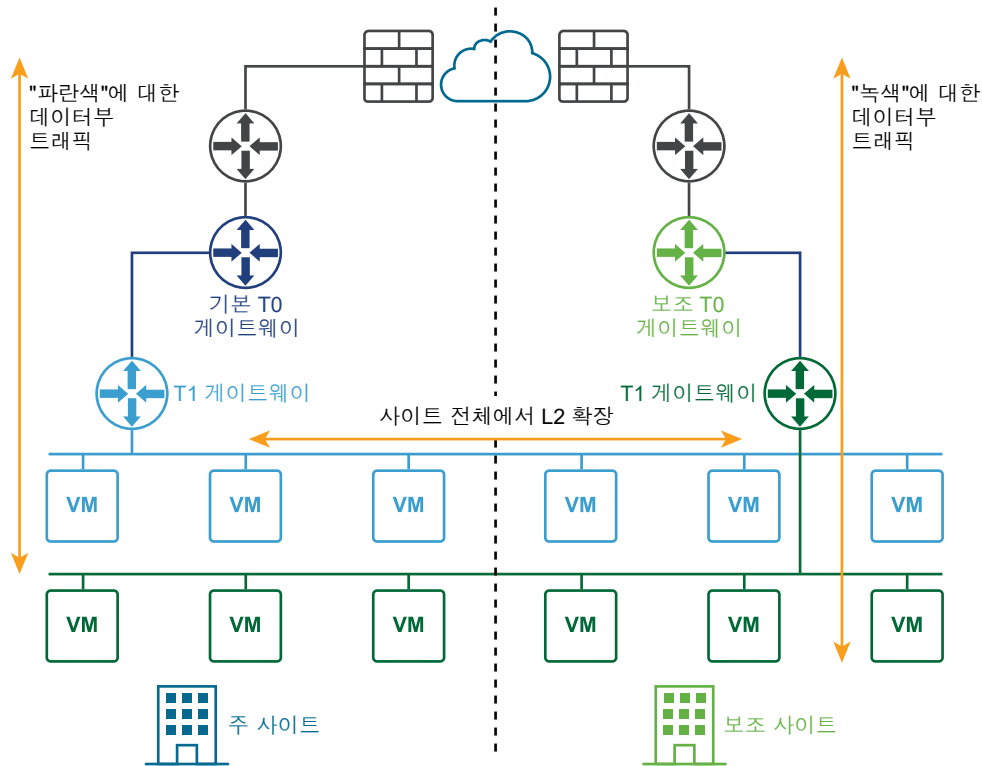 "파란색"에 대한
데이터부
트래픽
"녹색"에 대한
데이터부
트래픽
기본 T0
게이트웨이
보조 T0
게이트웨이
T1 게이트웨이
T1 게이트웨이
사이트 전체에서 L2 확장
VM VM VM VM VM VM
VM VM VM VM VM VM
주 사이트
보조 사이트